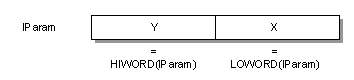 lParam Y X
= =
HIWORD(lParam) LOWORD(lParam)